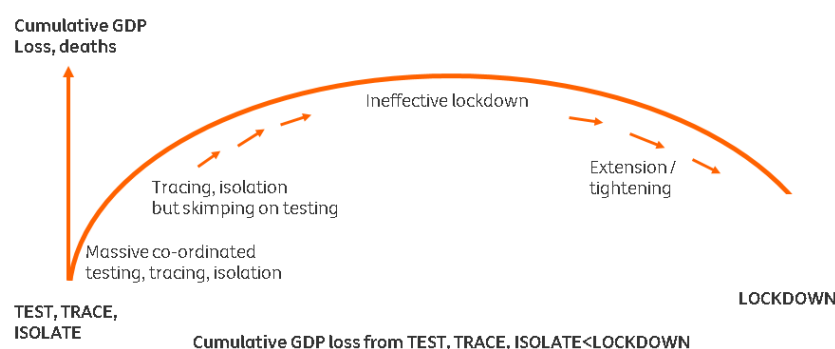 Cumulative GDP
Loss, deaths
Ineffective lockdown
Extension /
tightening
Tracing, isolation
but skimping on testing
Massive co-ordinated
testing, tracing, isolation
TEST, TRACE,
ISOLATE
LOCKDOWN
Cumulative GDP loss from TEST, TRACE, ISOLATE<LOCKDOWN